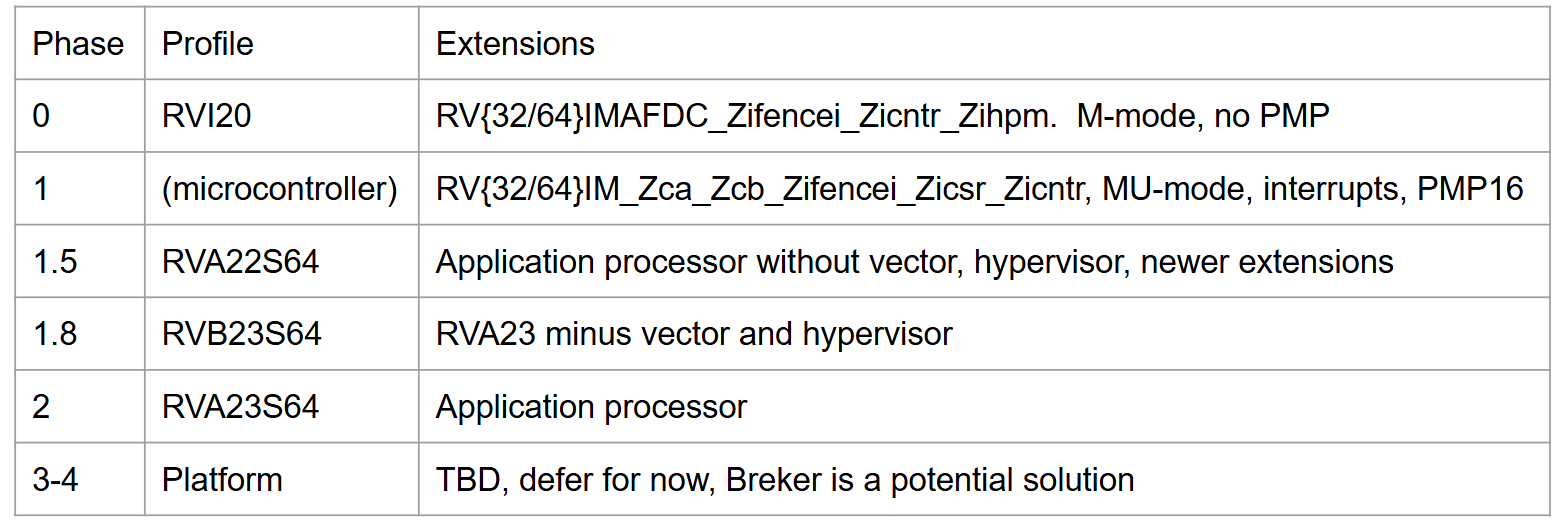 Phase Profile Extensions
0 RVI20 RV{32/64}IMAFDC_Zifencei_Zicntr_Zihpm.  M-mode, no PMP
1 (microcontroller) RV{32/64}IM_Zca_Zcb_Zifencei_Zicsr_Zicntr, MU-mode, interrupts, PMP16
1.5 RVA22S64 Application processor without vector, hypervisor, newer extensions
1.8 RVB23S64 RVA23 minus vector and hypervisor
2 RVA23S64 Application processor
3-4 Platform TBD, defer for now, Breker is a potential solution